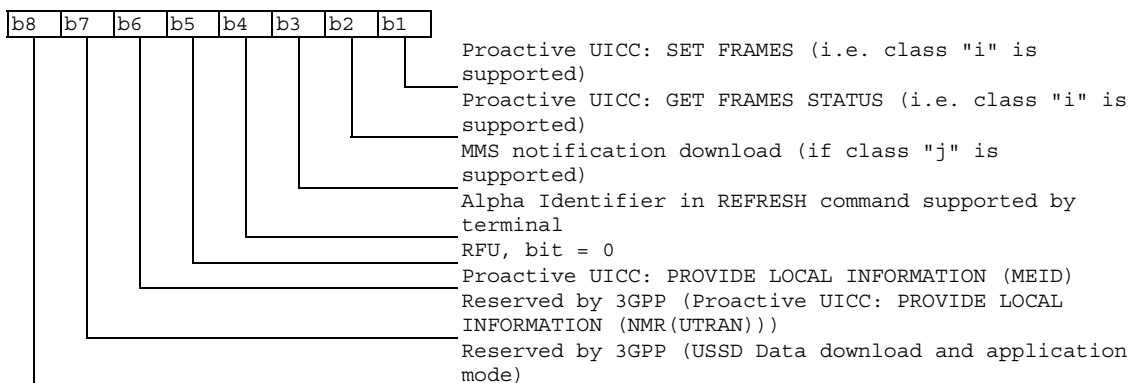 b8 b7 b6 b5 b4 b3 b2 b1
Proactive UICC: SET FRAMES (i.e. class "i" is
supported)
Proactive UICC: GET FRAMES STATUS (i.e. class "i" is
supported)
MMS notification download (if class "j" is
supported)
Alpha Identifier in REFRESH command supported by
terminal
RFU, bit = 0
Proactive UICC: PROVIDE LOCAL INFORMATION (MEID)
Reserved by 3GPP (Proactive UICC: PROVIDE LOCAL
INFORMATION (NMR(UTRAN)))
Reserved by 3GPP (USSD Data download and application
mode)